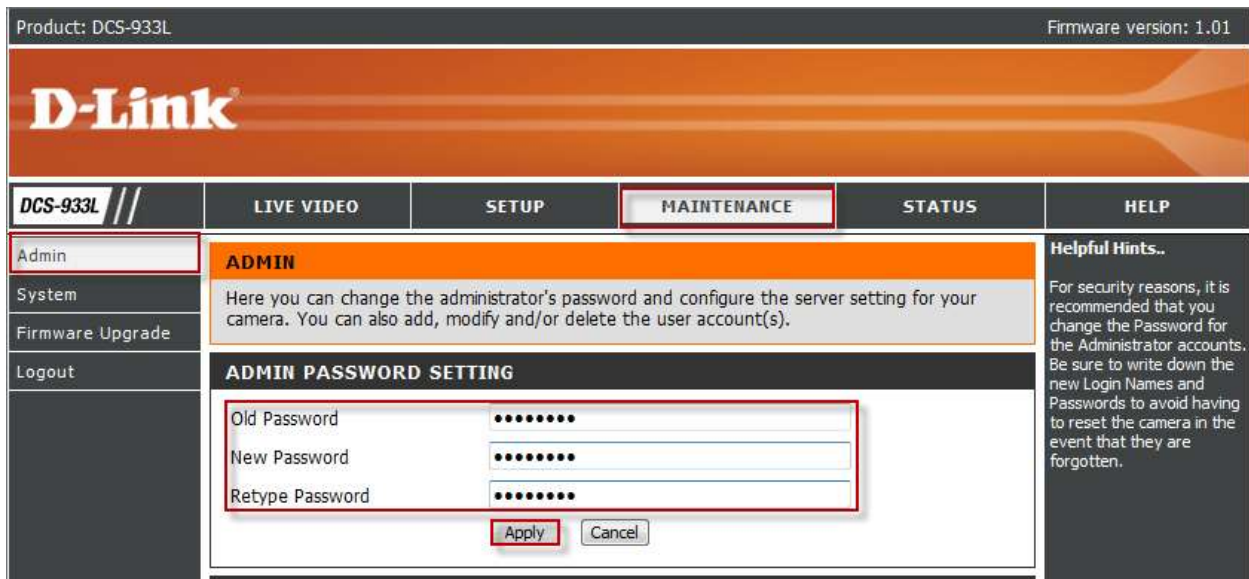 Product: DCS-933L
Firmware version: 1.01
D-Link
DCS-933L
LIVE VIDEO
SETUP
MAINTENANCE
STATUS
HELP
Admin
System
Firmware Upgrade
Logout
ADMIN
Here you can change the administrator's password and configure the server setting for your
camera. You can also add, modify and/or delete the user account(s).
ADMIN PASSWORD SETTING
Old Password ••••••••
New Password ••••••••
Retype Password ••••••••
Apply
Cancel
Helpful Hints..
For security reasons, it is
recommended that you
change the Password for
the Administrator accounts.
Be sure to write down the
new Login Names and
Passwords to avoid having
to reset the camera in the
event that they are
forgotten.